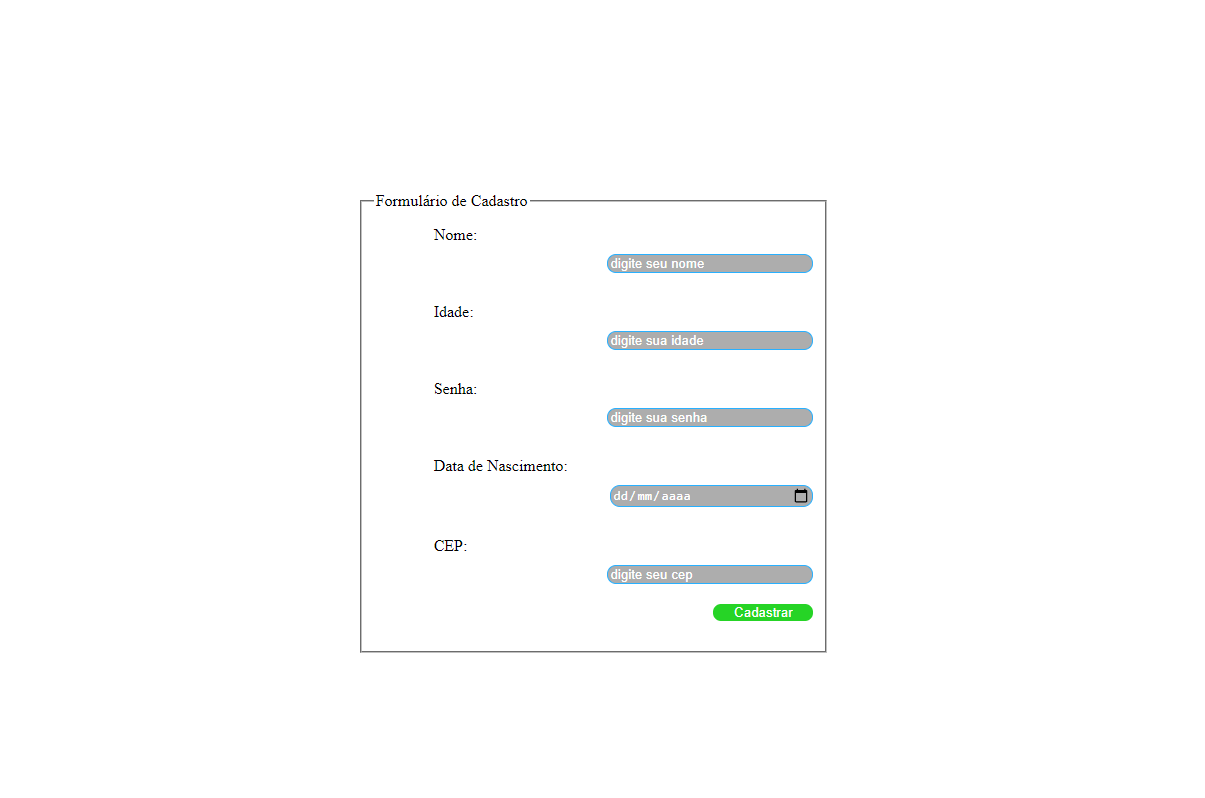 Formulário de Cadastro
Nome:
digite seu nome
Idade:
digite sua idade
Senha:
digite sua senha
Data de Nascimento:
dd/mm/aaaa
CEP:
digite seu cep
Cadastrar